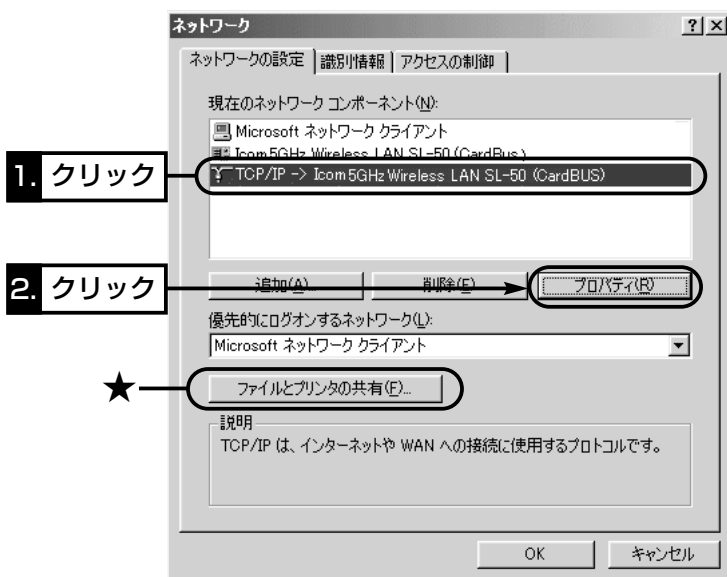 ネットワーク
ネットワークの設定 識別情報 アクセスの制御
現在のネットワーク コンポーネント(N):
Microsoft ネットワーク クライアント
Icom5GHz Wireless LAN SL-50 (CardBus)
1. クリック
TCP/IP -> Icom5GHz Wireless LAN SL-50 (CardBUS)
2. クリック
追加(A)... 削除(E) プロパティ(R)
優先的にログオンするネットワーク(L):
Microsoft ネットワーク クライアント
★
ファイルとプリンタの共有(F)...
説明
TCP/IP は、インターネットや WAN への接続に使用するプロトコルです。
OK キャンセル